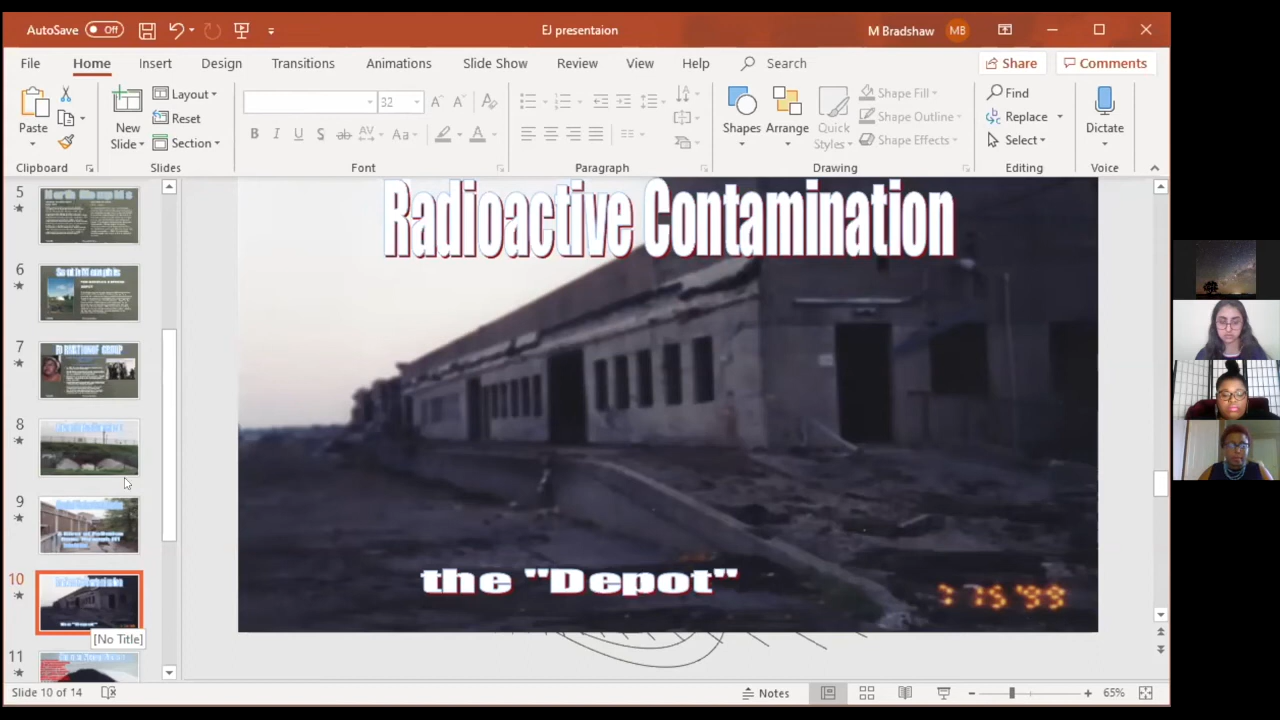 AutoSave Off EJ presentaion M Bradshaw MB
File Home Insert Design Transitions Animations Slide Show Review View Help Search Share Comments
Paste
New
Slide
Layout
Reset
Section
32
B I U S ab AV Aa A
Shapes Arrange Quick
Styles
Shape Fill
Shape Outline
Shape Effects
Find
Replace
Select
Dictate
Clipboard Slides Font Paragraph Drawing Editing Voice
5
6
7
8
9
10
11
[No Title]
Radioactive Contamination
the "Depot"
Slide 10 of 14 Notes 65%